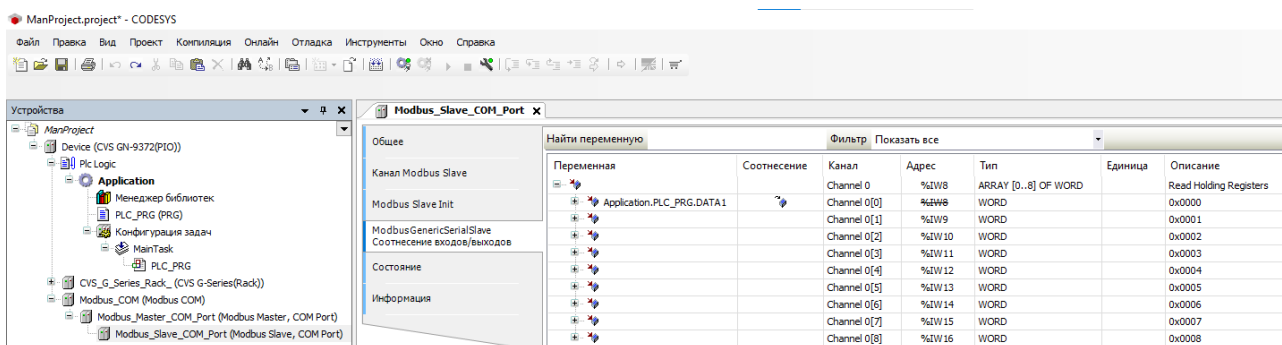 ManProject.project* - CODESYS
Файл Правка Вид Проект Компиляция Онлайн Отладка Инструменты Окно Справка
Устройства
ManProject
Device (CVS GN-9372(PIO))
Plc Logic
Application
Менеджер библиотек
PLC_PRG (PRG)
Конфигурация задач
MainTask
PLC_PRG
CVS_G_Series_Rack_ (CVS G-Series(Rack))
Modbus_COM (Modbus COM)
Modbus_Master_COM_Port (Modbus Master, COM Port)
Modbus_Slave_COM_Port (Modbus Slave, COM Port)
Modbus_Slave_COM_Port
Общее
Канал Modbus Slave
Modbus Slave Init
ModbusGenericSerialSlave
Соотнесение входов/выходов
Состояние
Информация
Найти переменную Фильтр Показать все
Переменная Соотнесение Канал Адрес Тип Единица Описание
Channel 0 %IW8 ARRAY [0..8] OF WORD Read Holding Registers
Application.PLC_PRG.DATA1 Channel 0[0] %IW8 WORD 0x0000
Channel 0[1] %IW9 WORD 0x0001
Channel 0[2] %IW10 WORD 0x0002
Channel 0[3] %IW11 WORD 0x0003
Channel 0[4] %IW12 WORD 0x0004
Channel 0[5] %IW13 WORD 0x0005
Channel 0[6] %IW14 WORD 0x0006
Channel 0[7] %IW15 WORD 0x0007
Channel 0[8] %IW16 WORD 0x0008